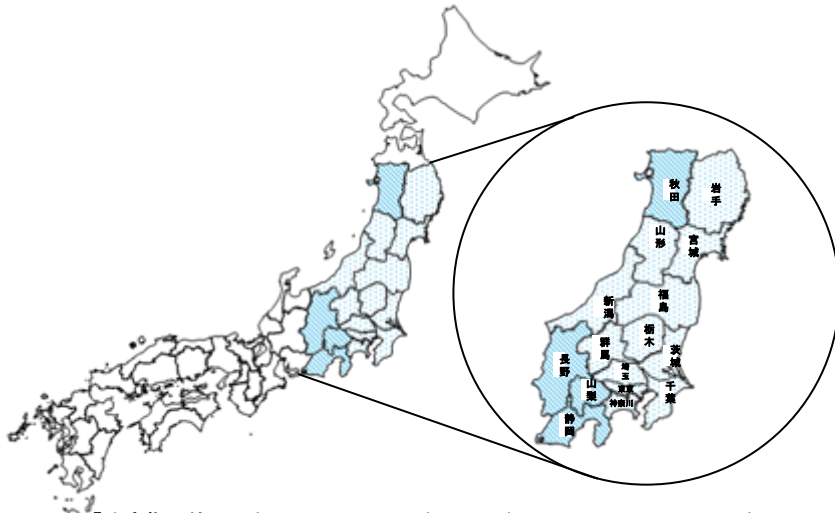 秋田
岩手
山形
宮城
新潟
福島
栃木
群馬
茨城
長野
埼玉
東京
山梨
千葉
神奈川
静岡